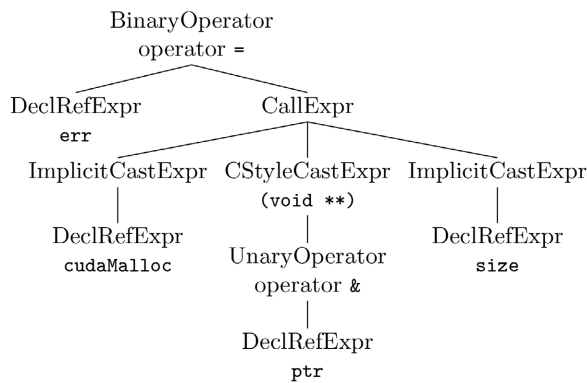 BinaryOperator
operator =
DeclRefExpr
err
CallExpr
ImplicitCastExpr
DeclRefExpr
cudaMalloc
CStyleCastExpr
(void **)
UnaryOperator
operator &
DeclRefExpr
ptr
ImplicitCastExpr
DeclRefExpr
size